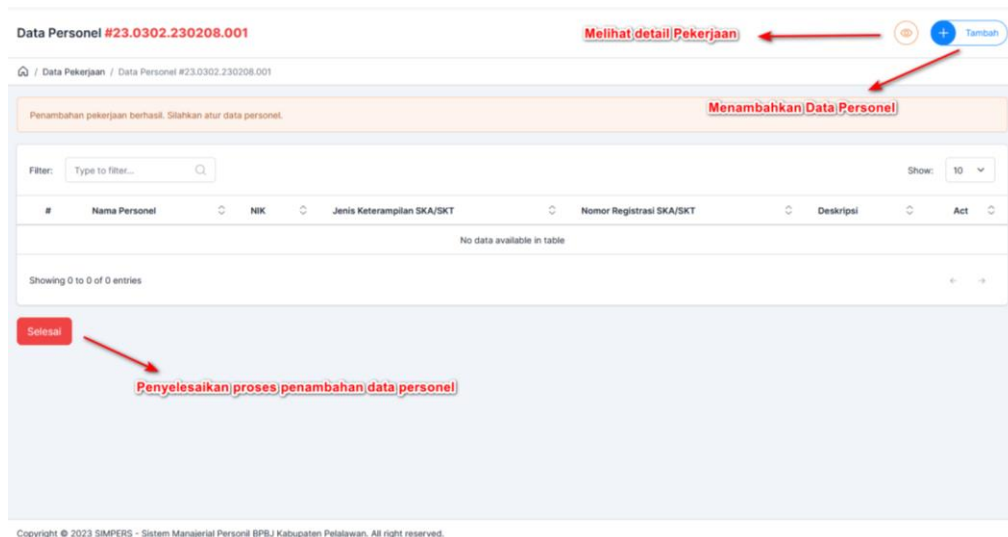 Data Personel #23.0302.230208.001
Melihat detail Pekerjaan
Tambah
/ Data Pekerjaan / Data Personel #23.0302.230208.001
Penambahan pekerjaan berhasil. Silahkan atur data personel.
Menambahkan Data Personel
Filter: Type to filter... Show: 10
# Nama Personel NIK Jenis Keterampilan SKA/SKT Nomor Registrasi SKA/SKT Deskripsi Act
No data available in table
Showing 0 to 0 of 0 entries
Selesai
Penyelesaikan proses penambahan data personel
Copyright © 2023 SIMPERS - Sistem Manajerial Personil BPBJ Kabupaten Pelalawan. All right reserved.